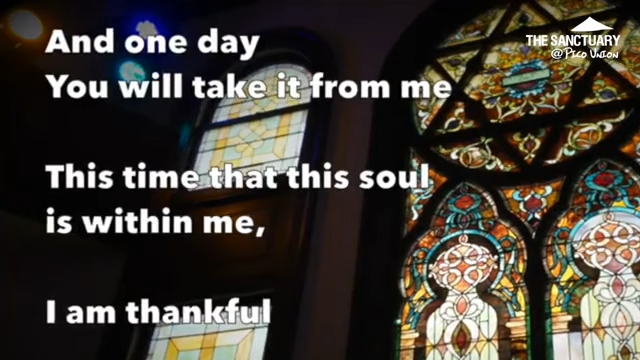 THE SANCTUARY
@Pico Union
And one day
You will take it from me
This time that this soul
is within me,
I am thankful